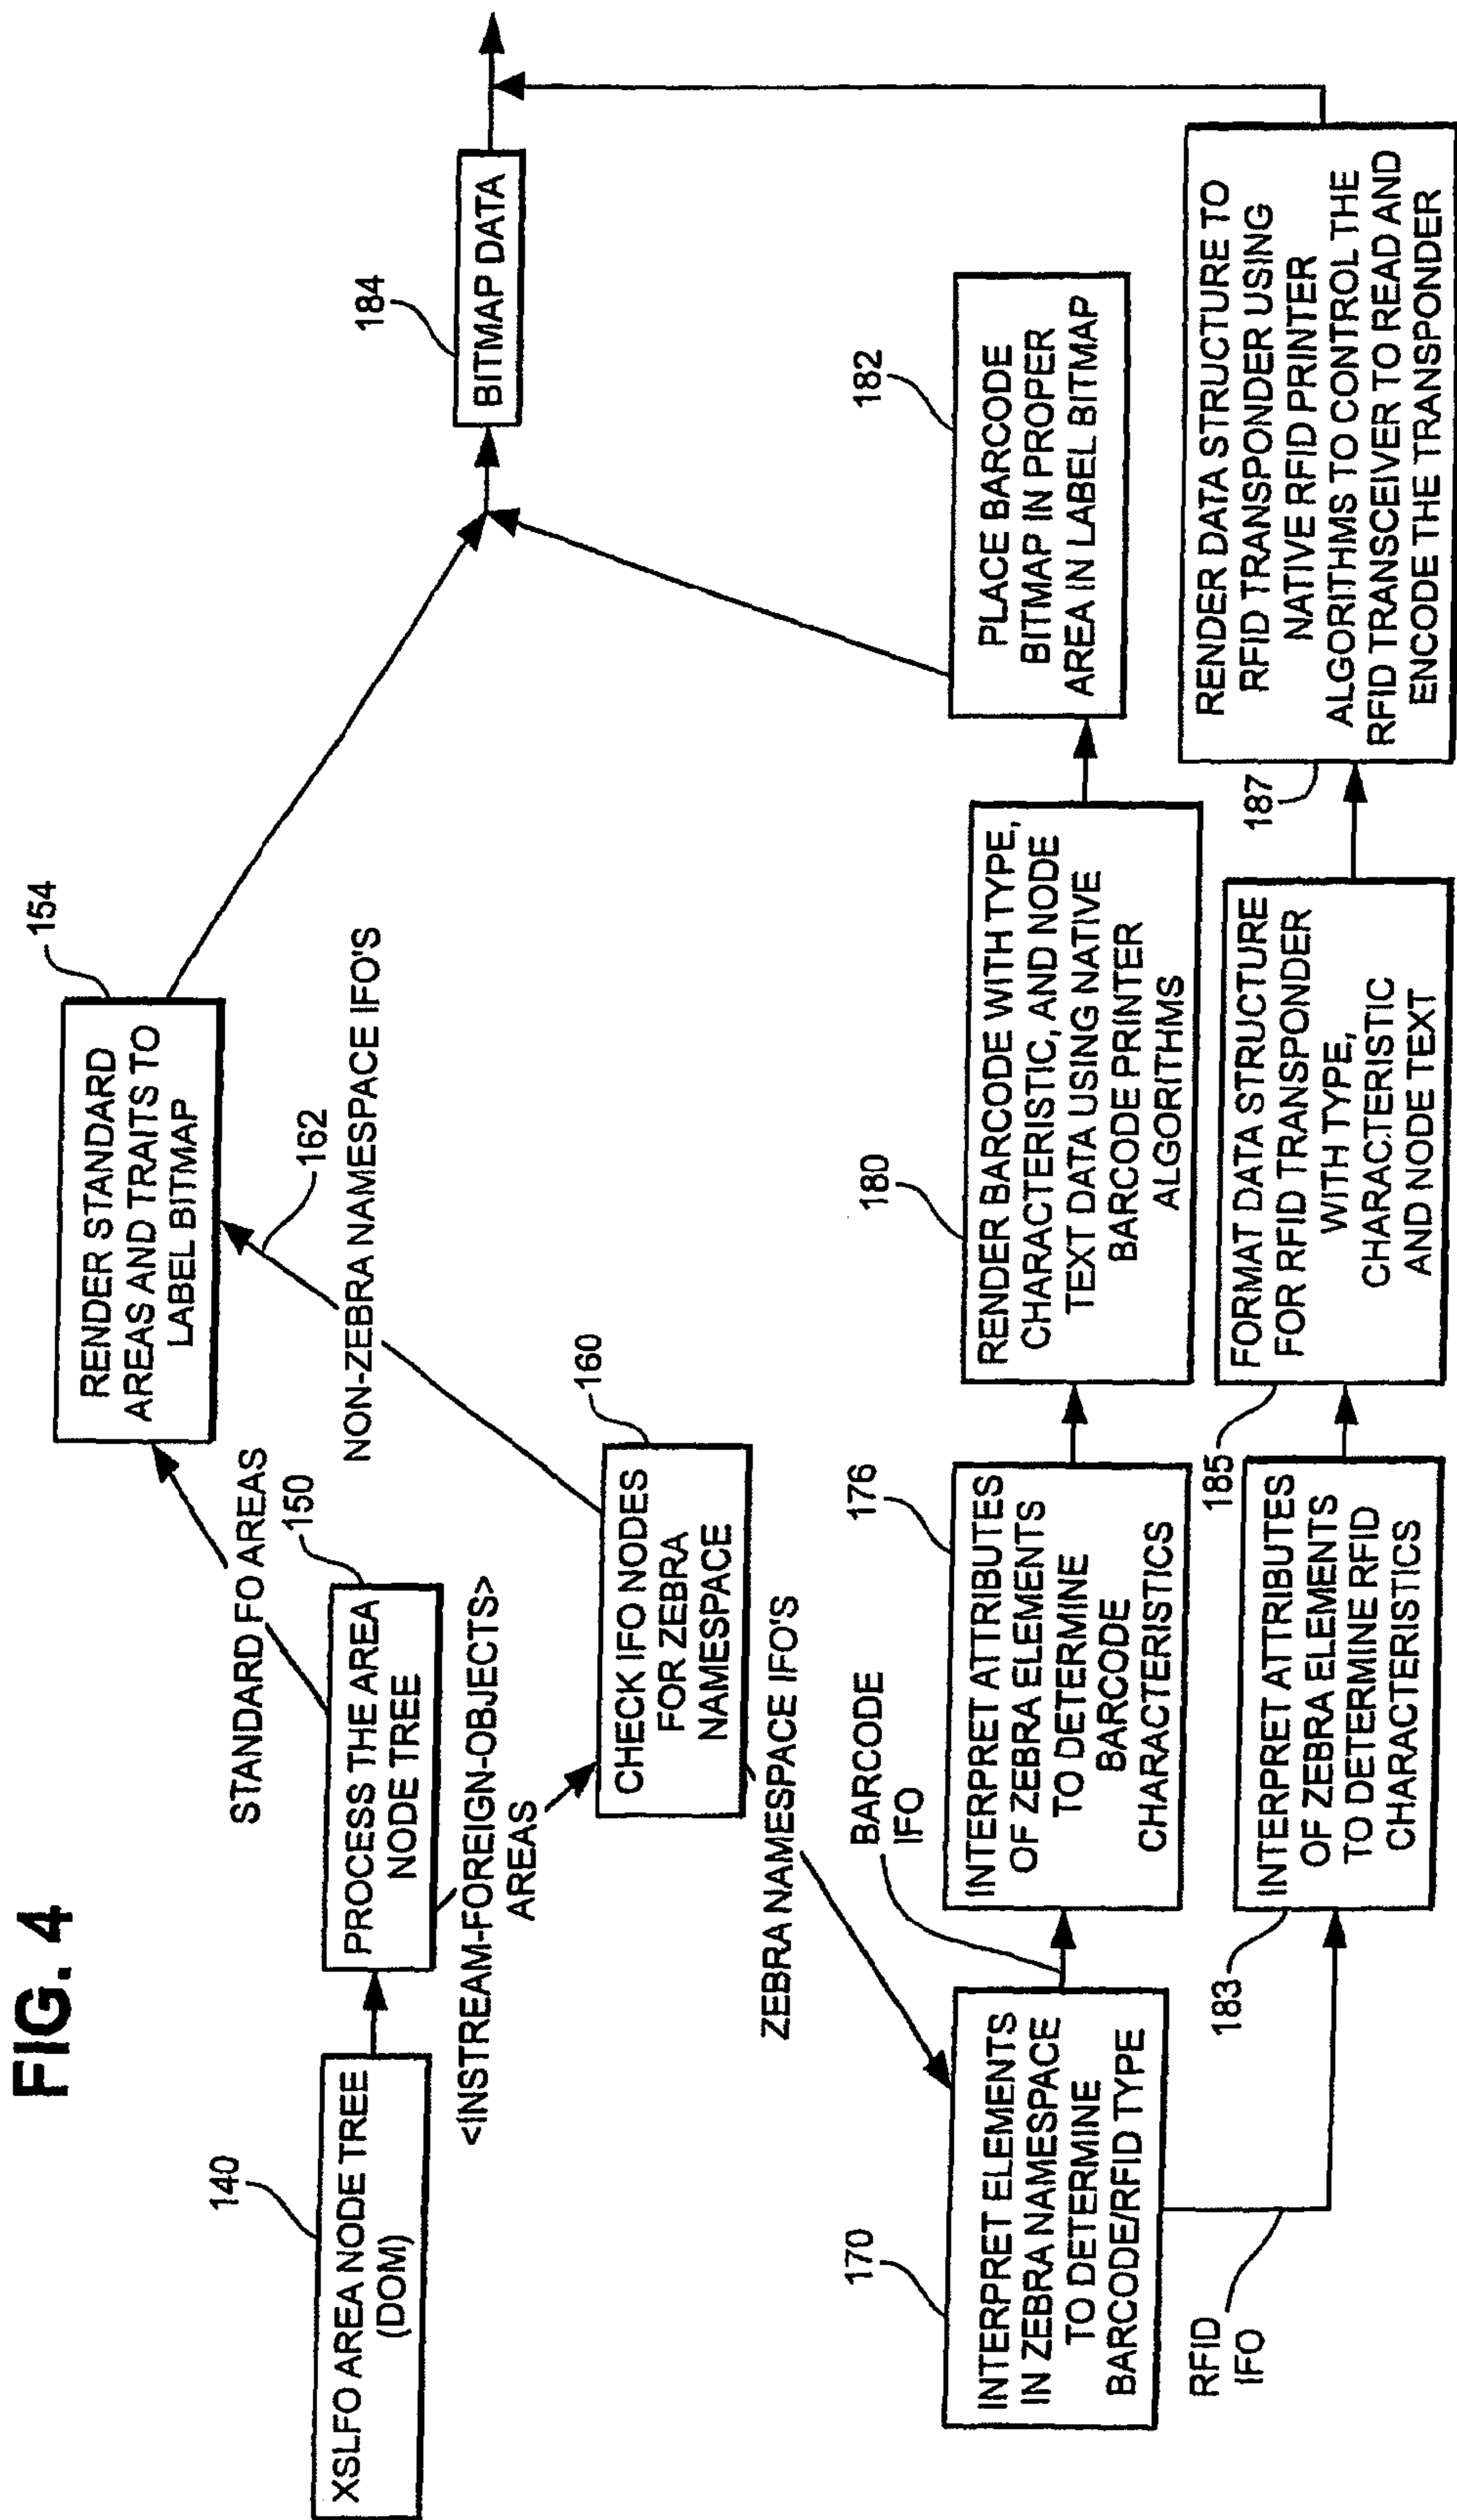 FIG. 4
140
XSLFO AREA NODE TREE
(DOM)
150
PROCESS THE AREA
NODE TREE
STANDARD FO AREAS
154
RENDER STANDARD
AREAS AND TRAITS TO
LABEL BITMAP
<INSTREAM-FOREIGN-OBJECTS>
AREAS
160
CHECK IFO NODES
FOR ZEBRA
NAMESPACE
162
NON-ZEBRA NAMESPACE IFO'S
ZEBRA NAMESPACE IFO'S
184
BITMAP DATA
170
INTERPRET ELEMENTS
IN ZEBRA NAMESPACE
TO DETERMINE
BARCODE/RFID TYPE
BARCODE
IFO
176
INTERPRET ATTRIBUTES
OF ZEBRA ELEMENTS
TO DETERMINE
BARCODE
CHARACTERISTICS
180
RENDER BARCODE WITH TYPE,
CHARACTERISTIC, AND NODE
TEXT DATA USING NATIVE
BARCODE PRINTER
ALGORITHMS
182
PLACE BARCODE
BITMAP IN PROPER
AREA IN LABEL BITMAP
RFID
IFO
183
INTERPRET ATTRIBUTES
OF ZEBRA ELEMENTS
TO DETERMINE RFID
CHARACTERISTICS
185
FORMAT DATA STRUCTURE
FOR RFID TRANSPONDER
WITH TYPE,
CHARACTERISTIC
AND NODE TEXT
187
RENDER DATA STRUCTURE TO
RFID TRANSPONDER USING
NATIVE RFID PRINTER
ALGORITHMS TO CONTROL THE
RFID TRANSCEIVER TO READ AND
ENCODE THE TRANSPONDER